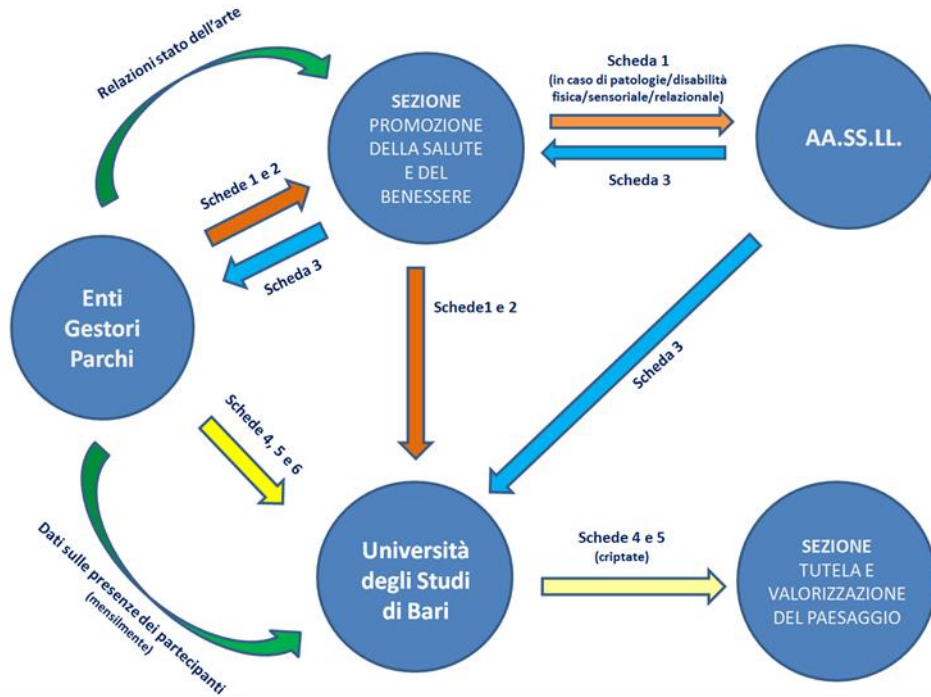 Relazioni stato dell'arte
SEZIONE
PROMOZIONE
DELLA SALUTE
E DEL
BENESSERE
Scheda 1
(in caso di patologie/disabilità
fisica/sensoriale/relazionale)
Scheda 3
AA.SS.LL.
Schede 1 e 2
Scheda 3
Enti
Gestori
Parchi
Schede1 e 2
Scheda 3
Schede 4, 5 e 6
Dati sulle presenze dei partecipanti
(mensilmente)
Università
degli Studi
di Bari
Schede 4 e 5
(criptate)
SEZIONE
TUTELA E
VALORIZZAZIONE
DEL PAESAGGIO